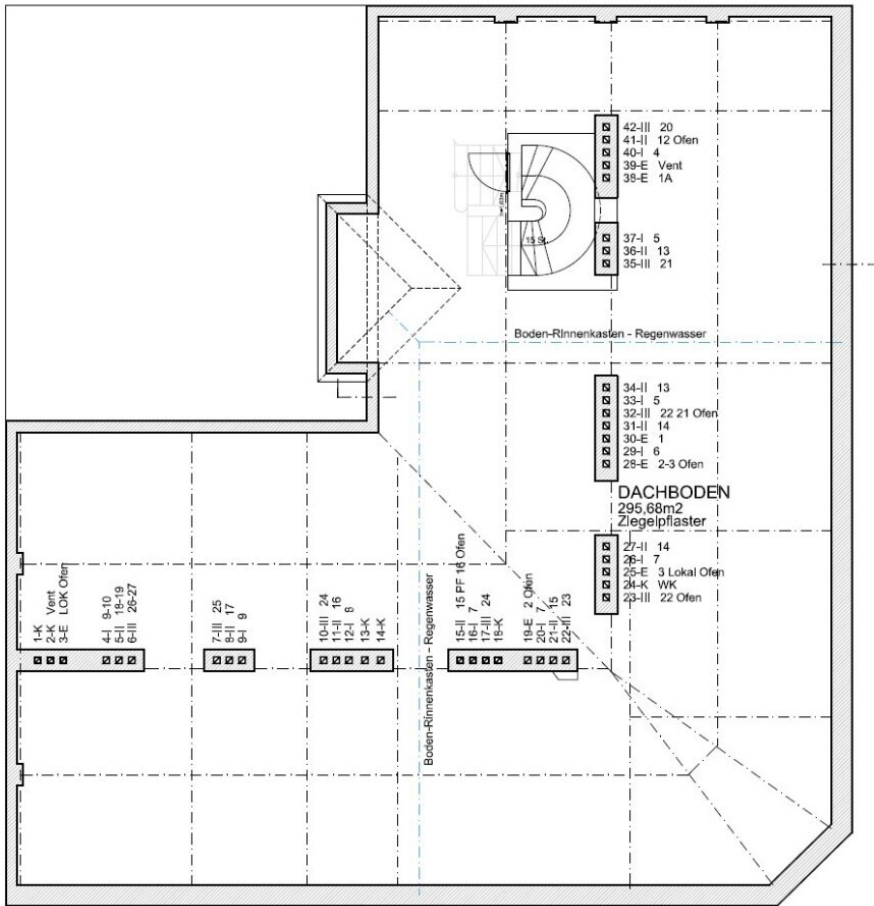 42-III 20
41-II 12 Ofen
40-I 4
39-E Vent
38-E 1A
37-I 5
36-II 13
35-III 21
15 St.
Boden-RInnenkasten - Regenwasser
34-II 13
33-I 5
32-III 22 21 Ofen
31-II 14
30-E 1
29-I 6
28-E 2-3 Ofen
DACHBODEN
295,68m2
Ziegelpflaster
27-II 14
26-I 7
25-E 3 Lokal Ofen
24-K WK
23-III 22 Ofen
1-K
2-K Vent
3-E LOK Ofen
4-I 9-10
5-II 18-19
6-III 26-27
7-III 25
8-II 17
9-I 9
10-III 24
11-II 16
12-I 8
13-K
14-K
Boden-Rinnenkasten - Regenwasser
15-II 15 PF 16 Ofen
16-I 7
17-III 24
18-K
19-E 2 Ofen
20-I 7
21-II 15
22-III 23